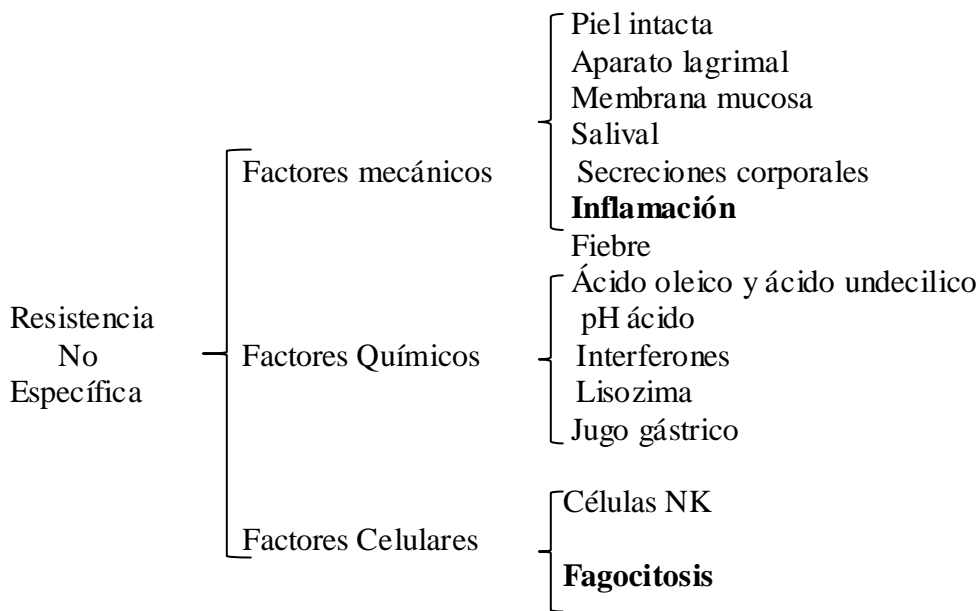 Resistencia
No
Específica
Factores mecánicos
Piel intacta
Aparato lagrimal
Membrana mucosa
Salival
Secreciones corporales
Inflamación
Fiebre
Factores Químicos
Ácido oleico y ácido undecilico
pH ácido
Interferones
Lisozima
Jugo gástrico
Factores Celulares
Células NK
Fagocitosis